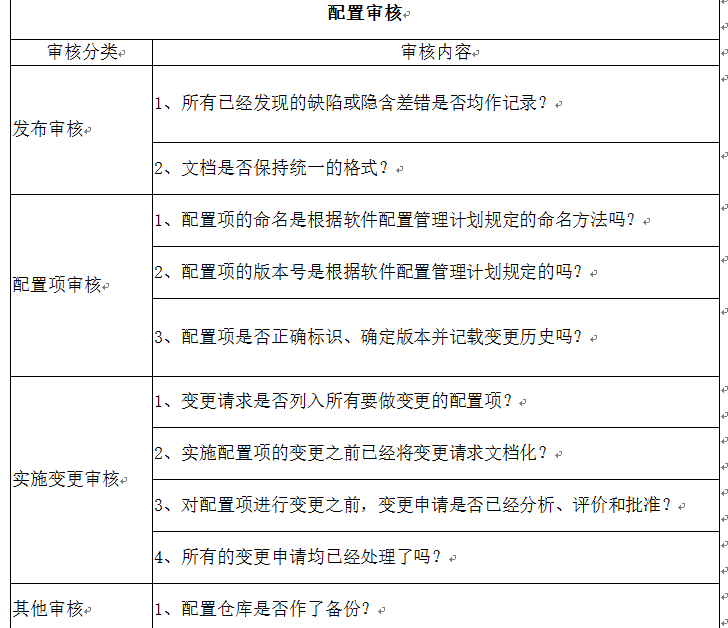 配置审核
审核分类 审核内容
发布审核
1、所有已经发现的缺陷或隐含差错是否均作记录？
2、文档是否保持统一的格式？
配置项审核
1、配置项的命名是根据软件配置管理计划规定的命名方法吗？
2、配置项的版本号是根据软件配置管理计划规定的吗？
3、配置项是否正确标识、确定版本并记载变更历史吗？
实施变更审核
1、变更请求是否列入所有要做变更的配置项？
2、实施配置项的变更之前已经将变更请求文档化？
3、对配置项进行变更之前，变更申请是否已经分析、评价和批准？
4、所有的变更申请均已经处理了吗？
其他审核
1、配置仓库是否作了备份？